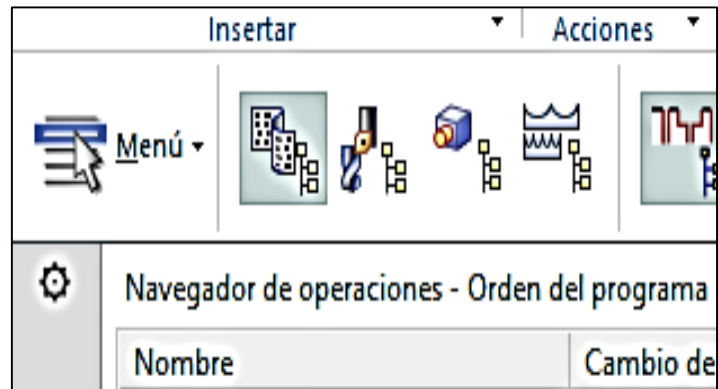 Insertar Acciones
Menú
Navegador de operaciones - Orden del programa
Nombre Cambio de